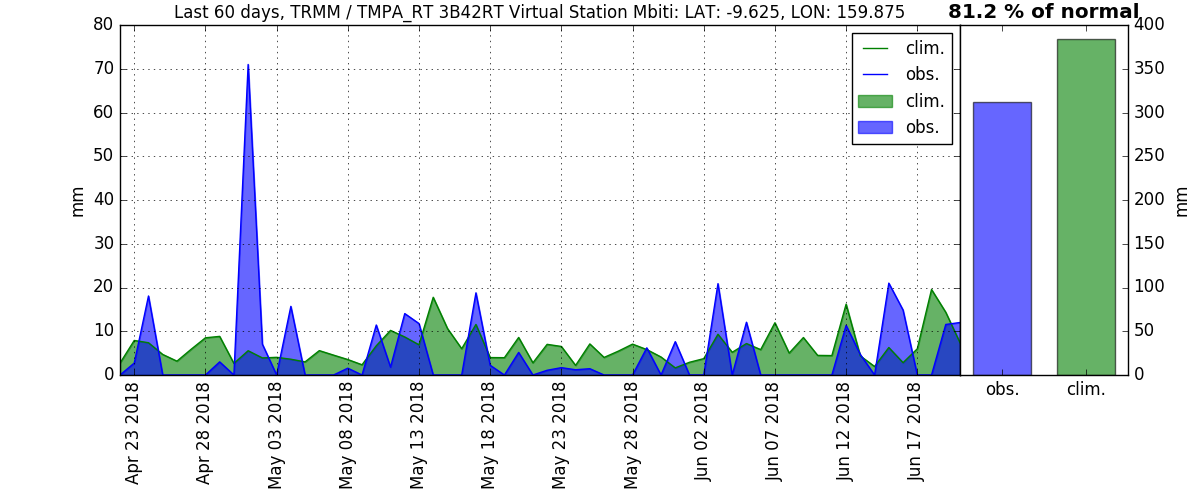 Last 60 days, TRMM / TMPA_RT 3B42RT Virtual Station Mbiti: LAT: -9.625, LON: 159.875
81.2 % of normal
80
70
60
50
40
30
20
10
0
mm
clim.
obs.
clim.
obs.
Apr 23 2018
Apr 28 2018
May 03 2018
May 08 2018
May 13 2018
May 18 2018
May 23 2018
May 28 2018
Jun 02 2018
Jun 07 2018
Jun 12 2018
Jun 17 2018
400
350
300
250
200
150
100
50
0
mm
obs.
clim.